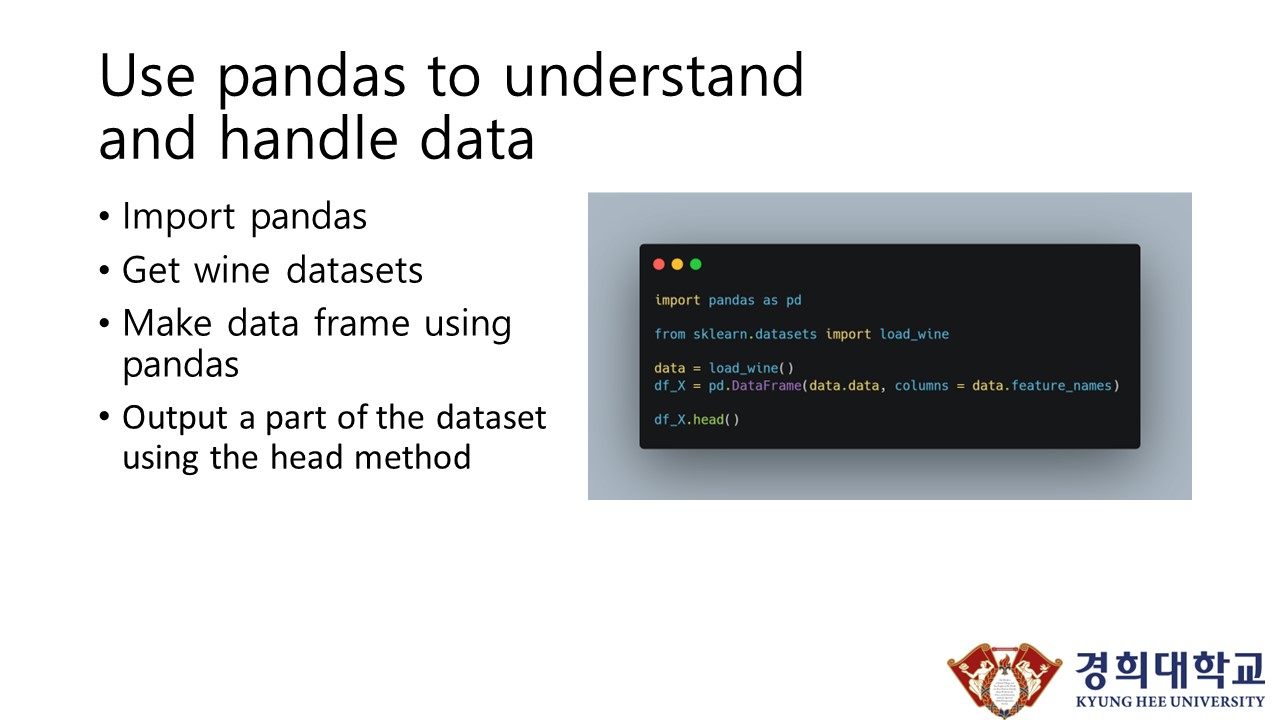 Use pandas to understand
and handle data
• Import pandas
• Get wine datasets
• Make data frame using
pandas
• Output a part of the dataset
using the head method
import pandas as pd
from sklearn.datasets import load_wine
data = load_wine()
df_X = pd.DataFrame(data.data, columns = data.feature_names)
df_X.head()
경희대학교
KYUNG HEE UNIVERSITY